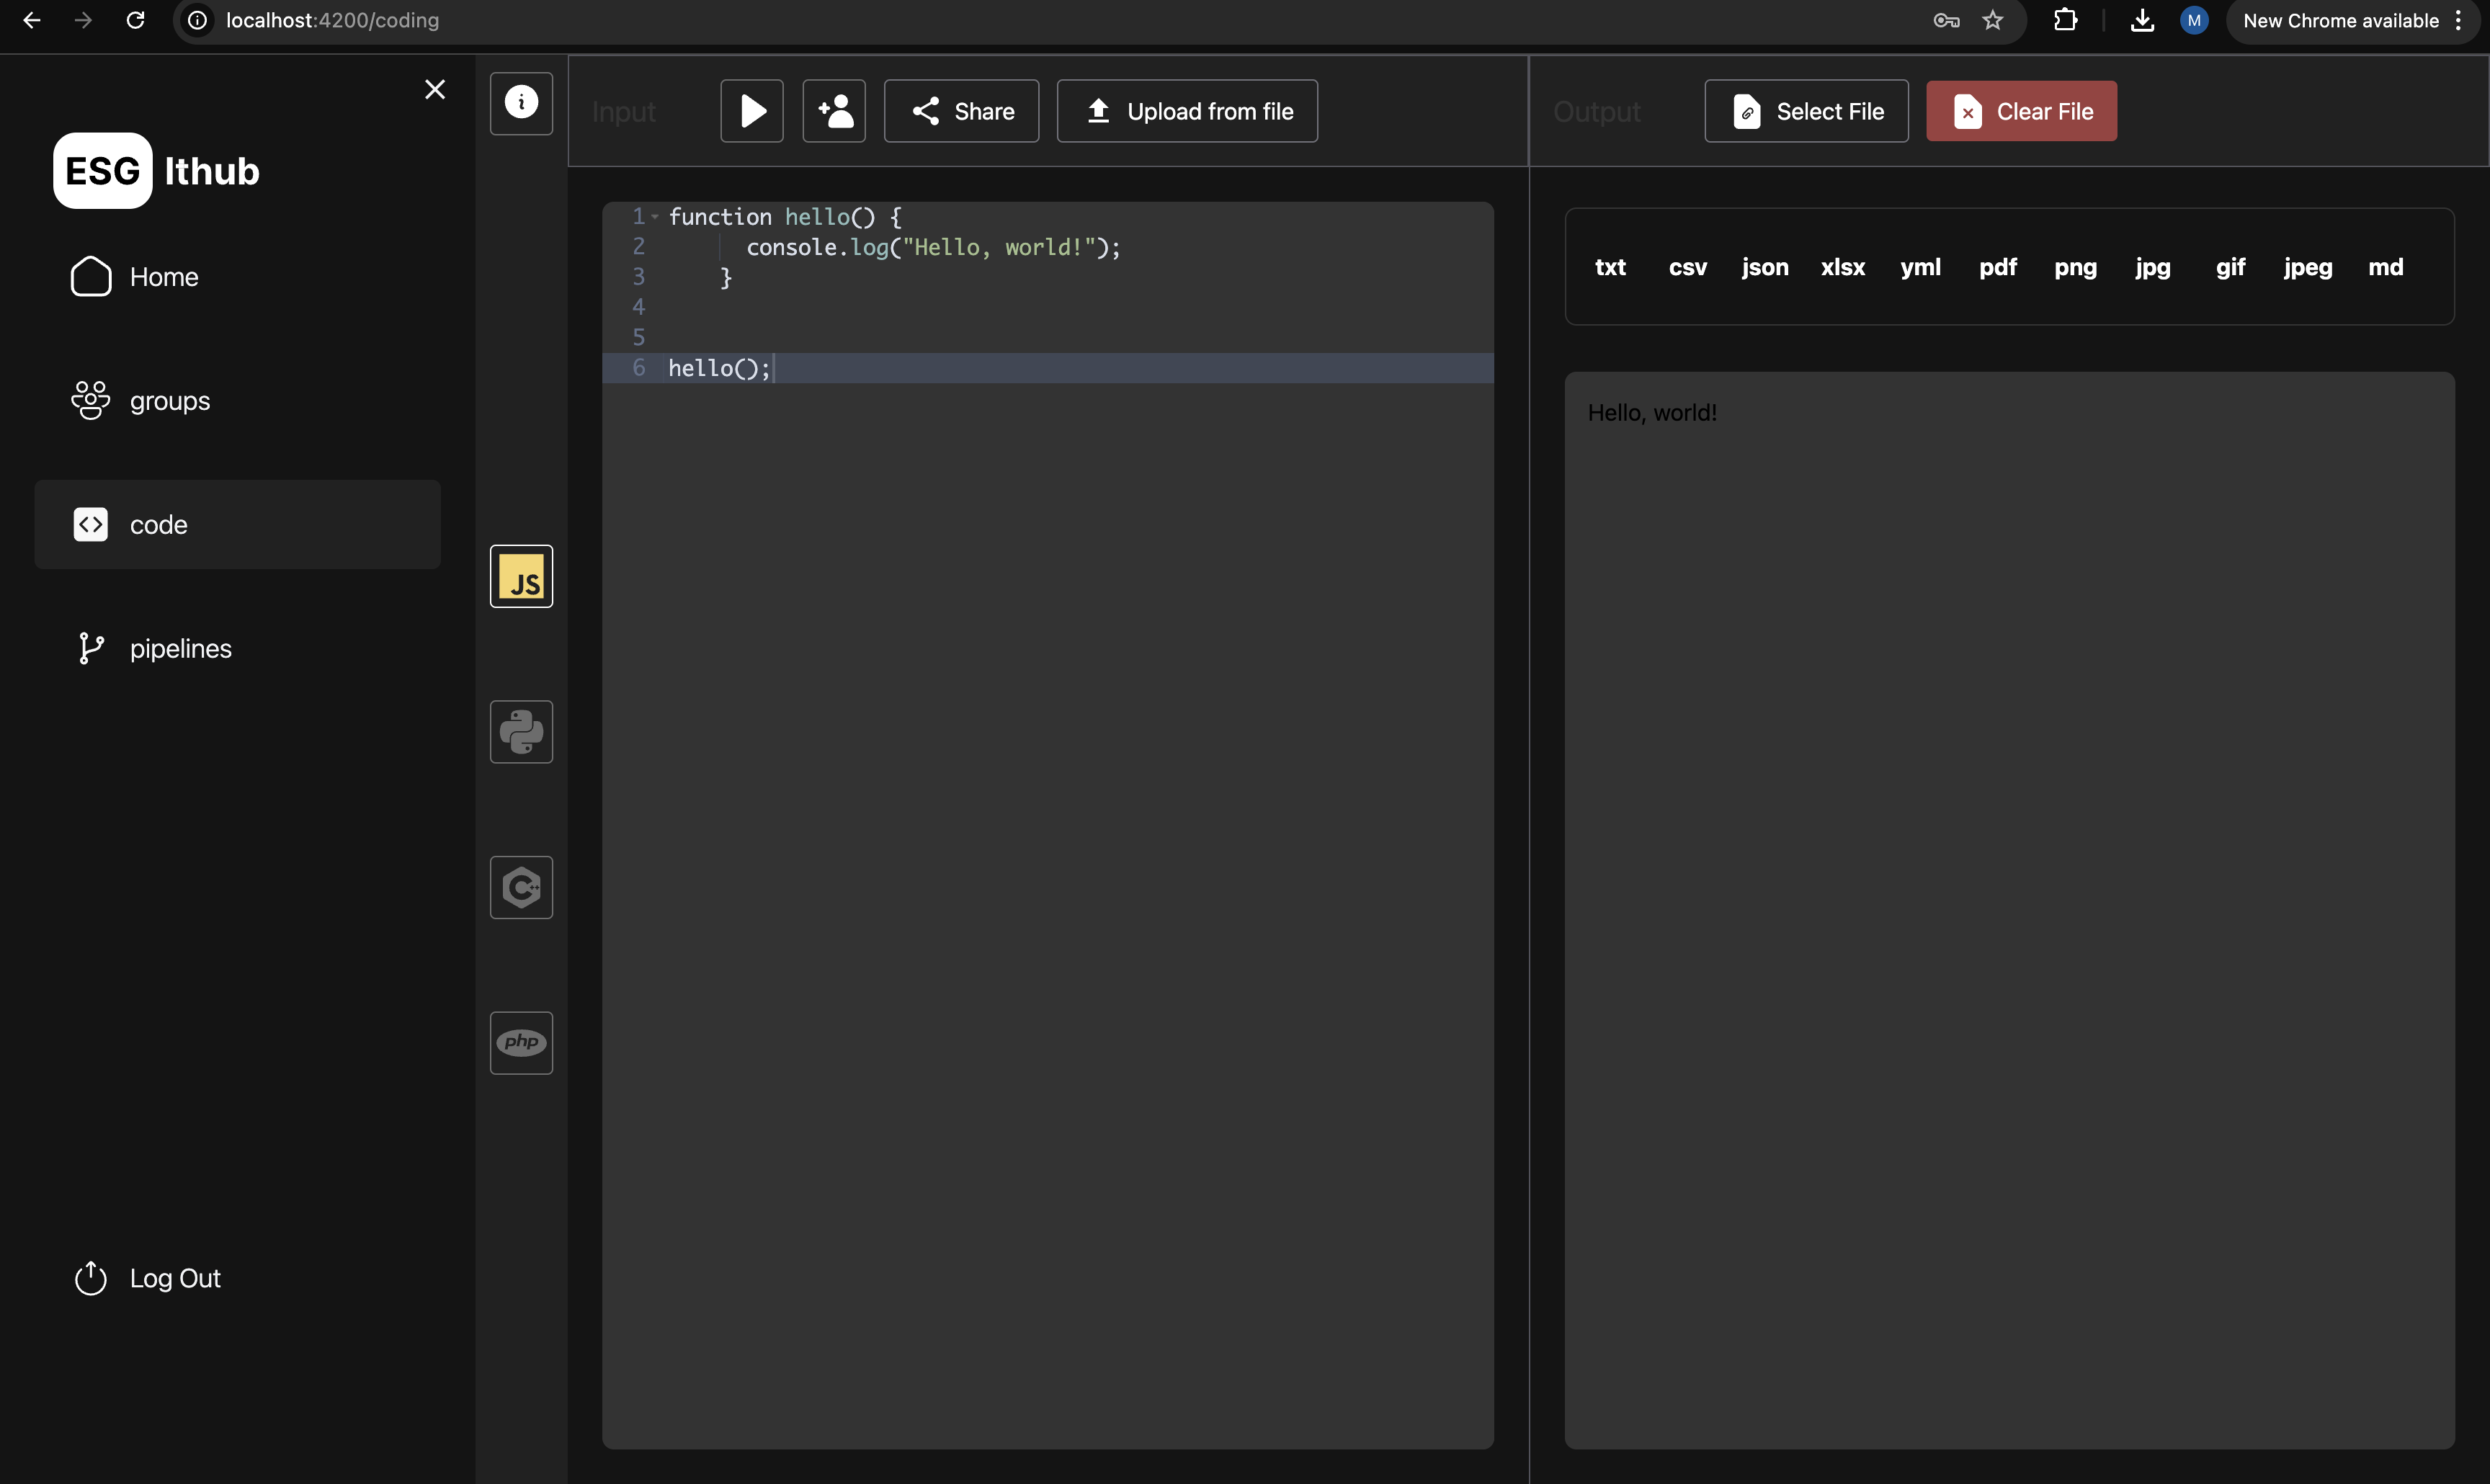 localhost:4200/coding
M
New Chrome available
ESG Ithub
Home
groups
code
pipelines
Log Out
JS
C++
php
Input
Share
Upload from file
1 function hello() {
2 console.log("Hello, world!");
3 }
4
5
6 hello();
Output
Select File
Clear File
txt csv json xlsx yml pdf png jpg gif jpeg md
Hello, world!